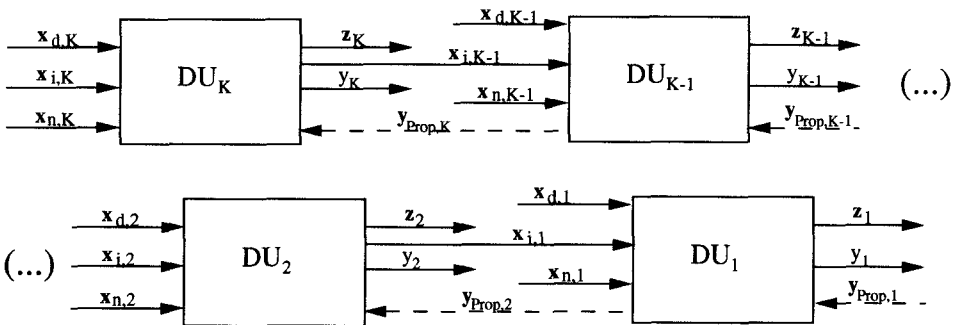 x_d,K z_K x_d,K-1 z_K-1
x_i,K DU_K x_i,K-1 DU_K-1
y_K y_K-1 (...)
x_n,K x_n,K-1
y_Prop,K y_Prop,K-1
x_d,2 z_2 x_d,1 z_1
(...) x_i,2 DU_2 x_i,1 DU_1
y_2 y_1
x_n,2 x_n,1
y_Prop,2 y_Prop,1